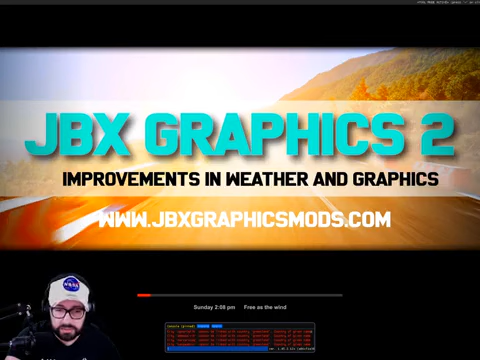 JBX GRAPHICS 2
IMPROVEMENTS IN WEATHER AND GRAPHICS
WWW.JBXGRAPHICSMODS.COM
NASA
Sunday 2:08 pm Free as the wind